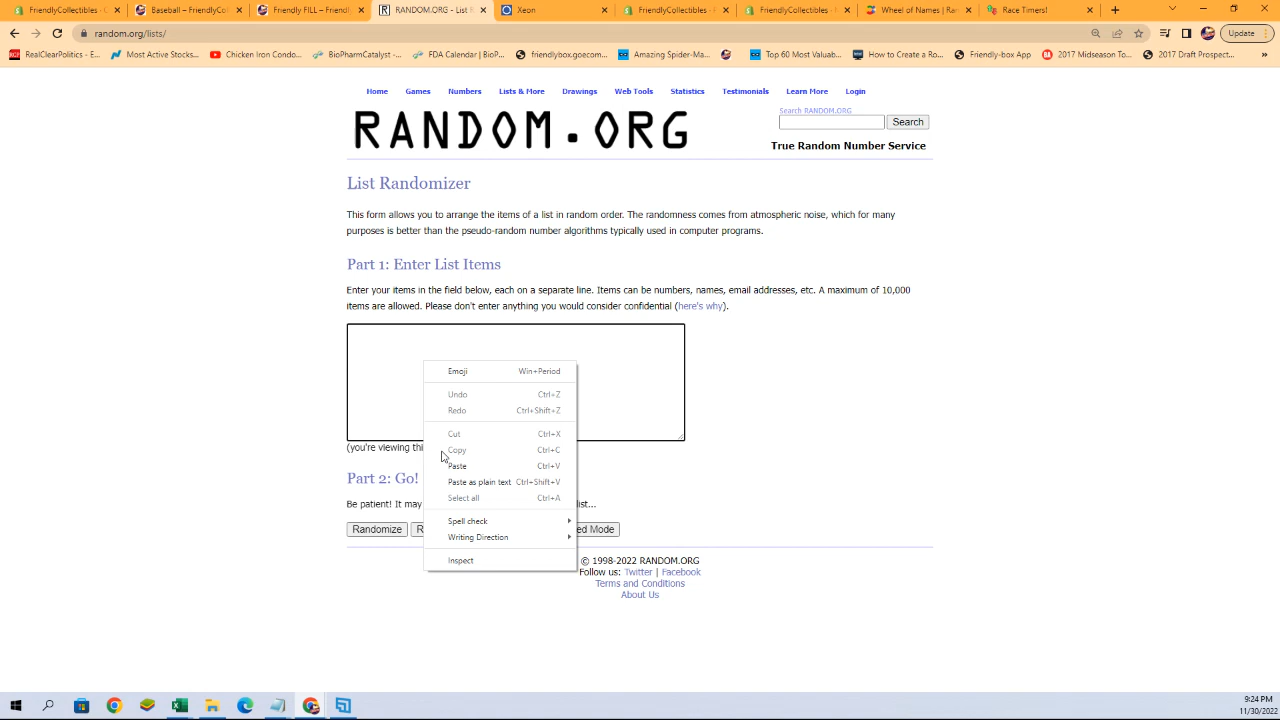 FriendlyCollectibles -
Baseball – FriendlyCol
Friendly FILL – Friendl
RANDOM.ORG - List R
Xeon
FriendlyCollectibles -
FriendlyCollectibles -
Wheel of Names | Ra
Race Timers!
random.org/lists/
Update
RealClearPolitics - E...
Most Active Stocks...
Chicken Iron Condo...
BioPharmCatalyst -...
FDA Calendar | BioP...
friendlybox.goecom...
Amazing Spider-Ma...
Top 60 Most Valuab...
How to Create a Ro...
Friendly-box App
2017 Midseason To...
2017 Draft Prospect...
Home Games Numbers Lists & More Drawings Web Tools Statistics Testimonials Learn More Login
RANDOM.ORG
Search RANDOM.ORG
Search
True Random Number Service
List Randomizer
This form allows you to arrange the items of a list in random order. The randomness comes from atmospheric noise, which for many
purposes is better than the pseudo-random number algorithms typically used in computer programs.
Part 1: Enter List Items
Enter your items in the field below, each on a separate line. Items can be numbers, names, email addresses, etc. A maximum of 10,000
items are allowed. Please don't enter anything you would consider confidential (here's why).
Emoji Win+Period
Undo Ctrl+Z
Redo Ctrl+Shift+Z
Cut Ctrl+X
Copy Ctrl+C
Paste Ctrl+V
Paste as plain text Ctrl+Shift+V
Select all Ctrl+A
Spell check
Writing Direction
Inspect
(you're viewing thi
Part 2: Go!
Be patient! It may
list...
Randomize
R
ed Mode
© 1998-2022 RANDOM.ORG
Follow us: Twitter | Facebook
Terms and Conditions
About Us
9:24 PM
11/30/2022